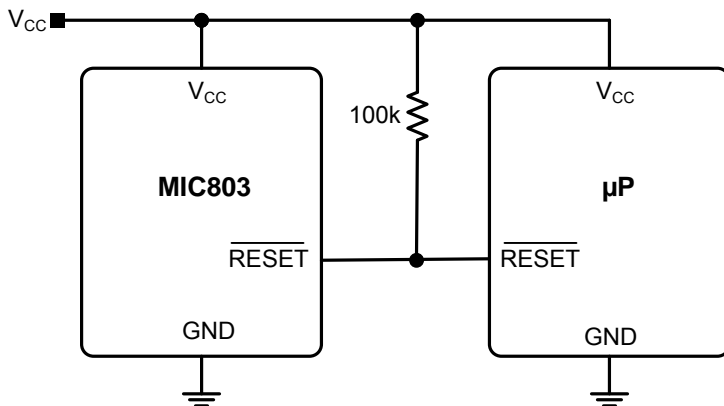 VCC
VCC
VCC
100k
MIC803
µP
RESET
RESET
GND
GND